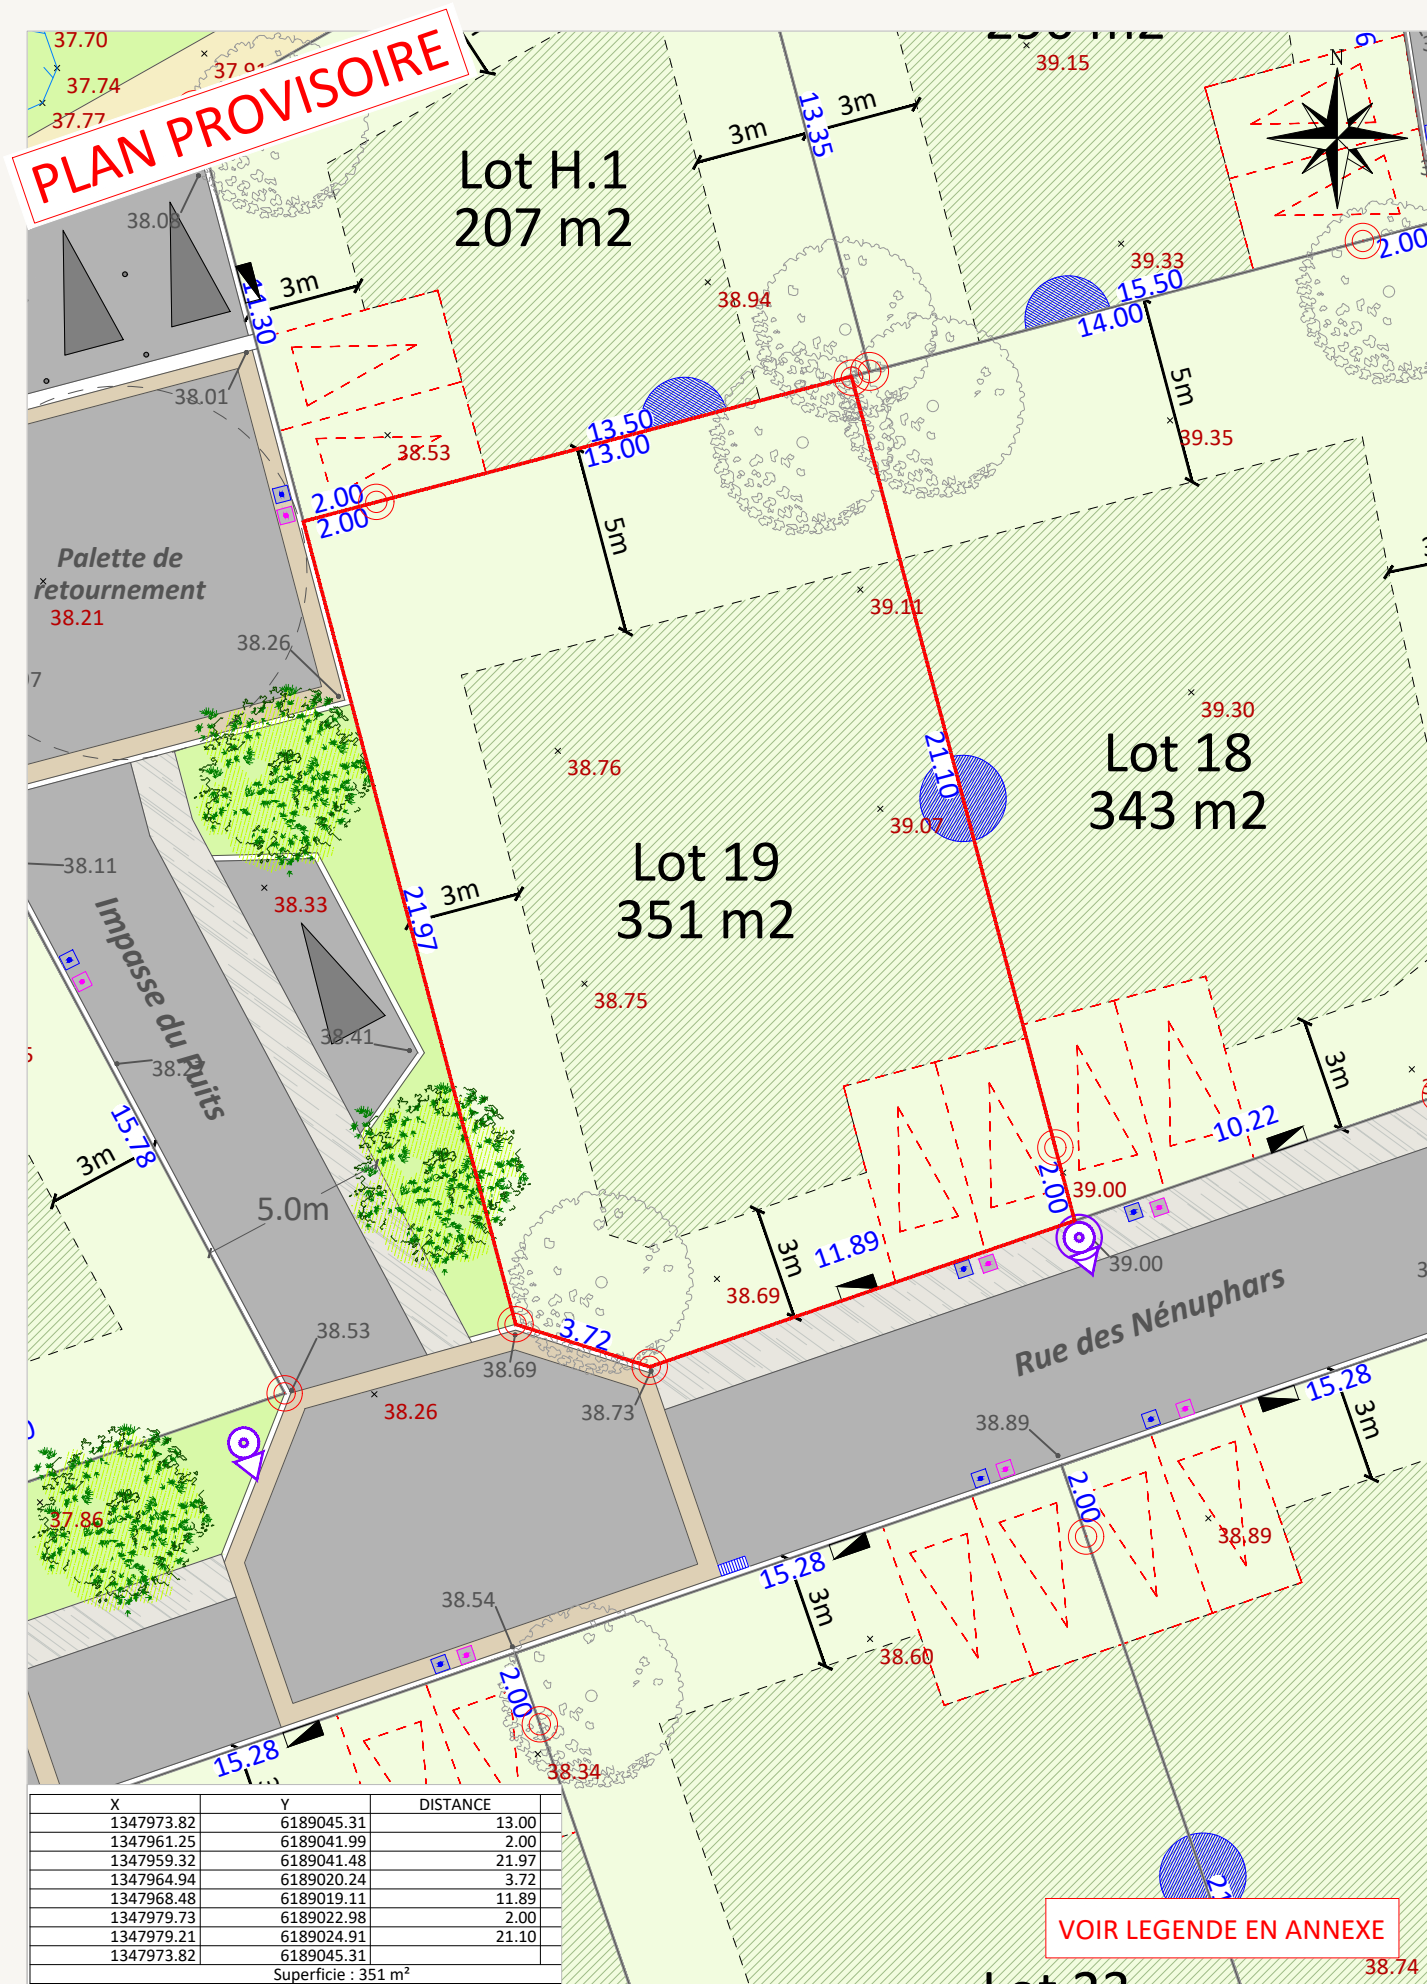 37.70
37.74
37.77
37.91
PLAN PROVISOIRE
39.15
N
13.35
3m
3m
Lot H.1
207 m2
38.08
3m
11.30
38.94
39.33
2.00
15.50
14.00
38.01
38.53
13.50
13.00
2.00
2.00
5m
5m
39.35
Palette de
retournement
38.21
38.26
39.11
38.76
39.07
21.10
39.30
Lot 18
343 m2
Lot 19
351 m2
38.11
38.33
3m
21.97
38.75
Impasse du Puits
38.41
15.78
3m
5.0m
3m
10.22
2.00
39.00
39.00
3m
11.89
38.69
Rue des Nénuphars
3.72
38.53
38.69
38.73
38.26
38.89
15.28
3m
37.86
2.00
38.89
15.28
3m
38.54
38.60
2.00
15.28
38.34
X Y DISTANCE
1347973.82 6189045.31 13.00
1347961.25 6189041.99 2.00
1347959.32 6189041.48 21.97
1347964.94 6189020.24 3.72
1347968.48 6189019.11 11.89
1347979.73 6189022.98 2.00
1347979.21 6189024.91 21.10
1347973.82 6189045.31
Superficie : 351 m²
VOIR LEGENDE EN ANNEXE
38.74